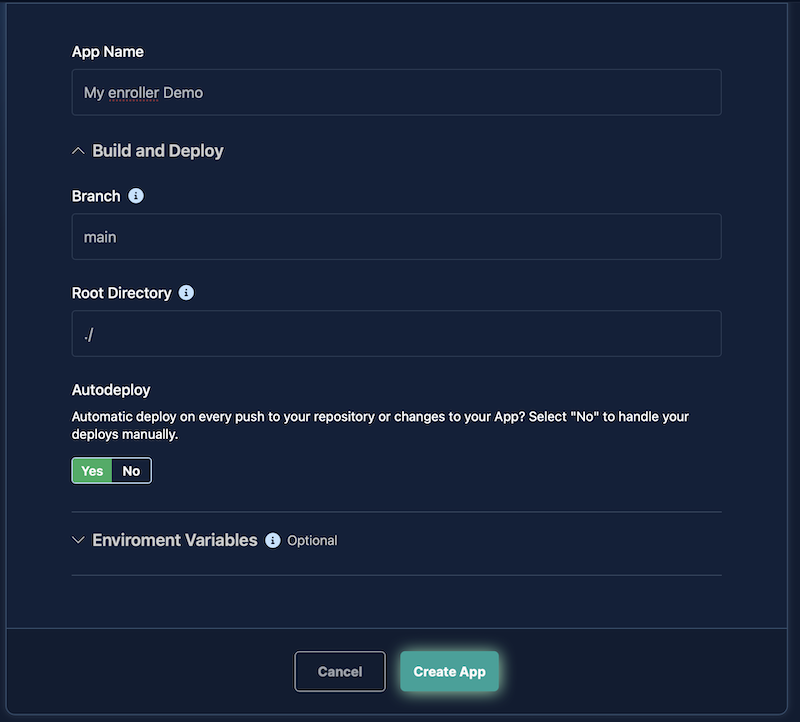 App Name
My enroller Demo
Build and Deploy
Branch
main
Root Directory
./
Autodeploy
Automatic deploy on every push to your repository or changes to your App? Select "No" to handle your
deploys manually.
Yes No
Enviroment Variables Optional
Cancel Create App